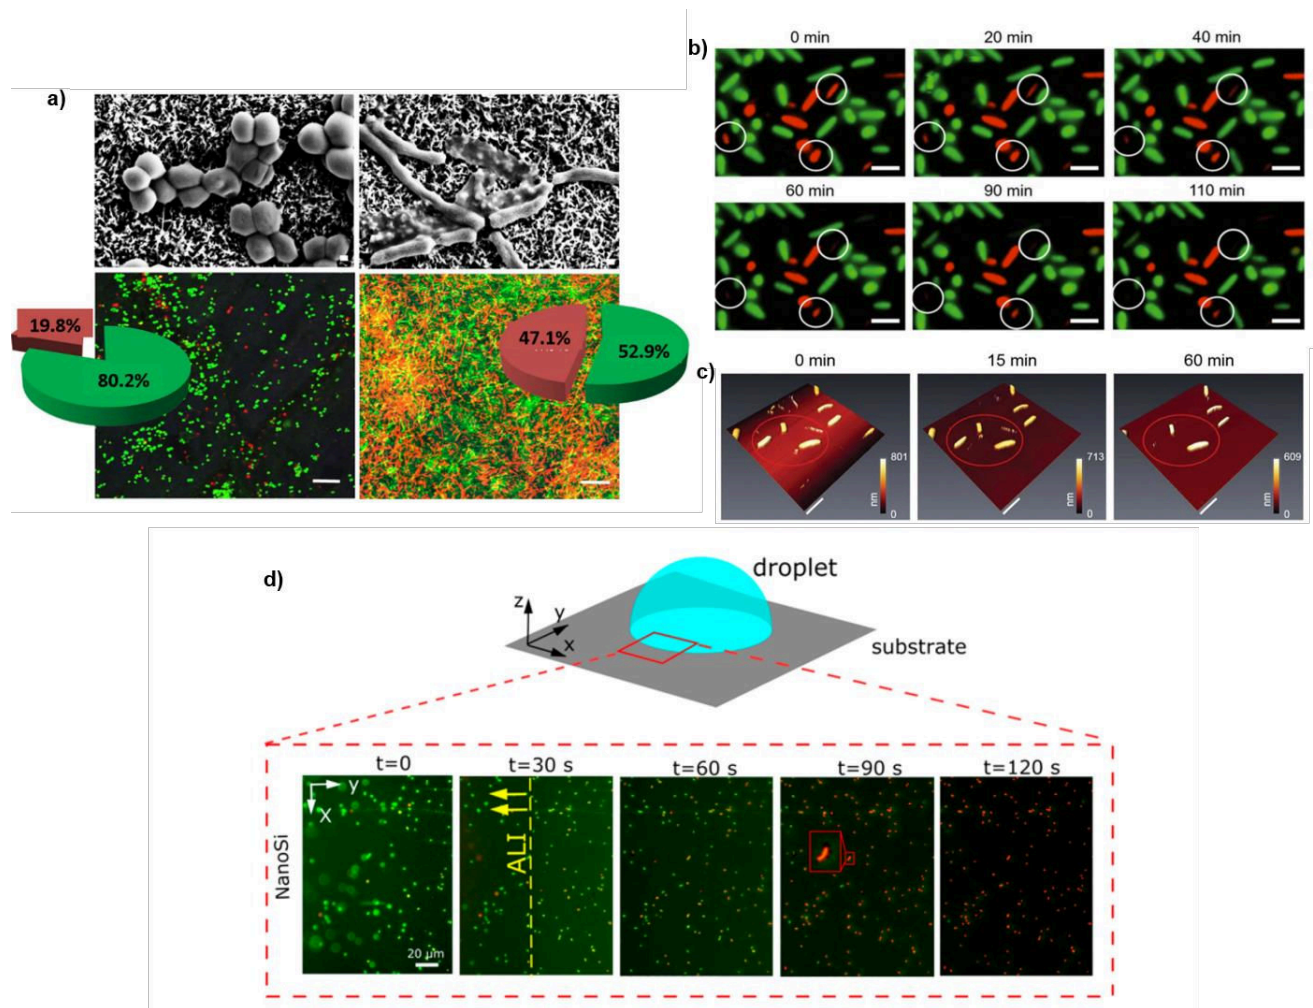 a)
19.8%
80.2%
47.1%
52.9%
b)
0 min
20 min
40 min
60 min
90 min
110 min
c)
0 min
15 min
60 min
801
nm
0
713
nm
0
609
nm
0
d)
droplet
z
y
x
substrate
t=0
t=30 s
t=60 s
t=90 s
t=120 s
NanoSi
y
x
20 µm
ALI